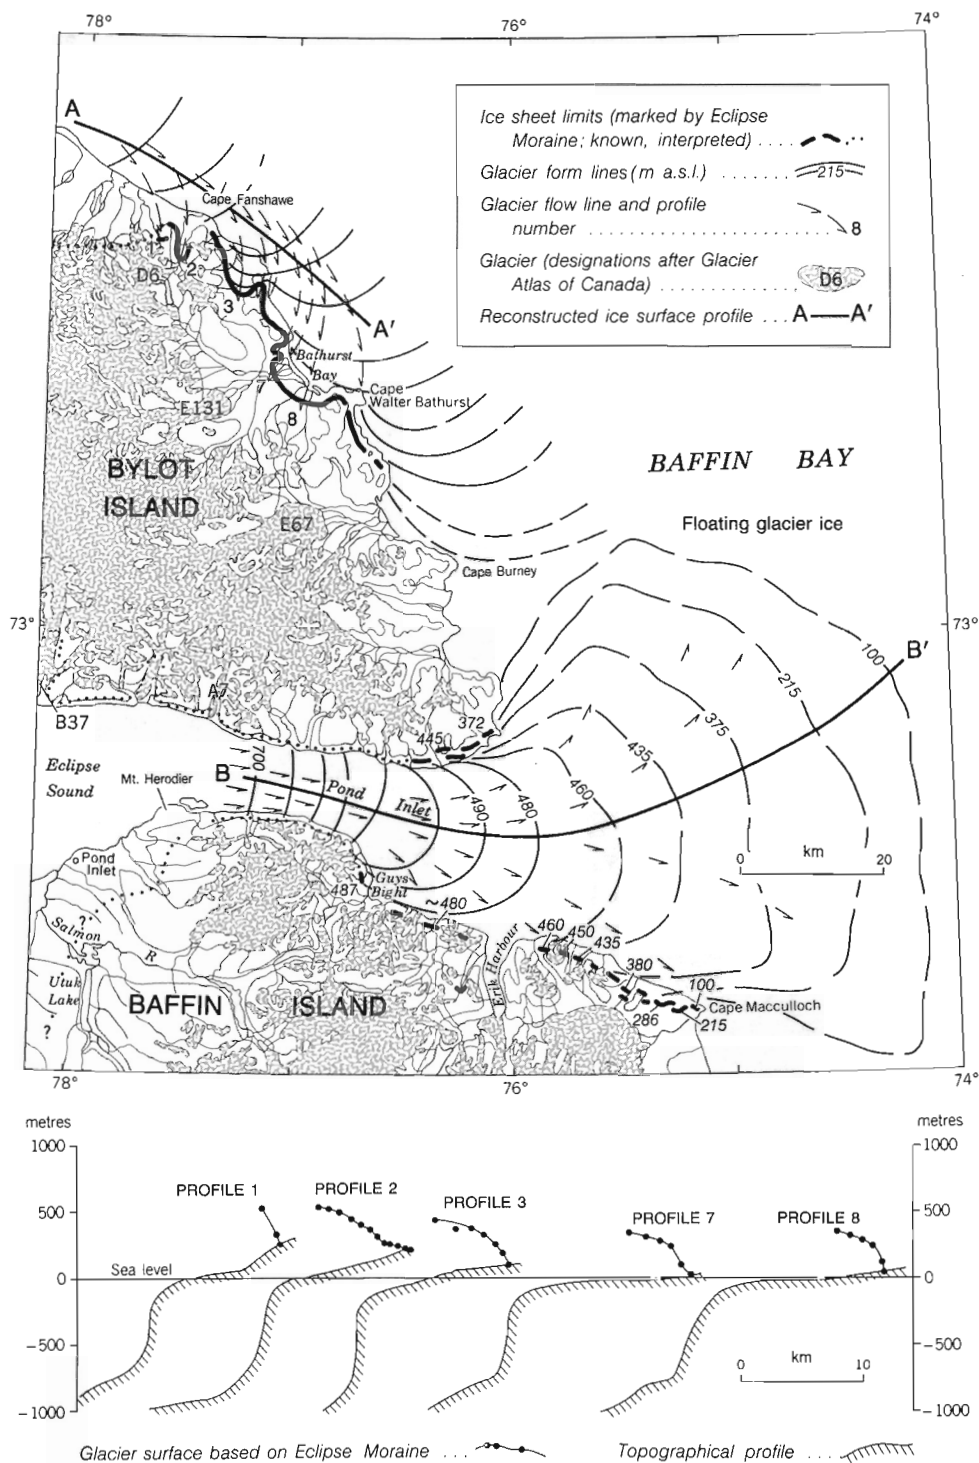 78°
76°
74°
A
Ice sheet limits (marked by Eclipse
Moraine; known, interpreted) ....
Glacier form lines (m a.s.l.) ....... 215
Glacier flow line and profile
number .................... 8
Glacier (designations after Glacier
Atlas of Canada) ............. D6
Reconstructed ice surface profile ... A — A'
Cape Fanshawe
1
2
D6
3
A'
Bathurst
Bay
Cape
Walter Bathurst
E131
8
BYLOT
ISLAND
BAFFIN BAY
E67
Floating glacier ice
Cape Burney
73°
73°
B'
100
A7
B37
372
445
215
375
435
700
Eclipse
Sound
Mt. Herodier
B
Pond
Inlet
490
480
460
km
0
20
Pond
Inlet
Guys
Bight
487
~480
?
Salmon
R
Erik Harbour
460
450
435
380
100
Utuk
Lake
?
BAFFIN ISLAND
286
215
Cape Macculloch
78°
76°
74°
metres
metres
1000
1000
PROFILE 1
PROFILE 2
PROFILE 3
PROFILE 7
PROFILE 8
500
500
Sea level
0
0
-500
-500
km
0
10
-1000
-1000
Glacier surface based on Eclipse Moraine ...
Topographical profile ....